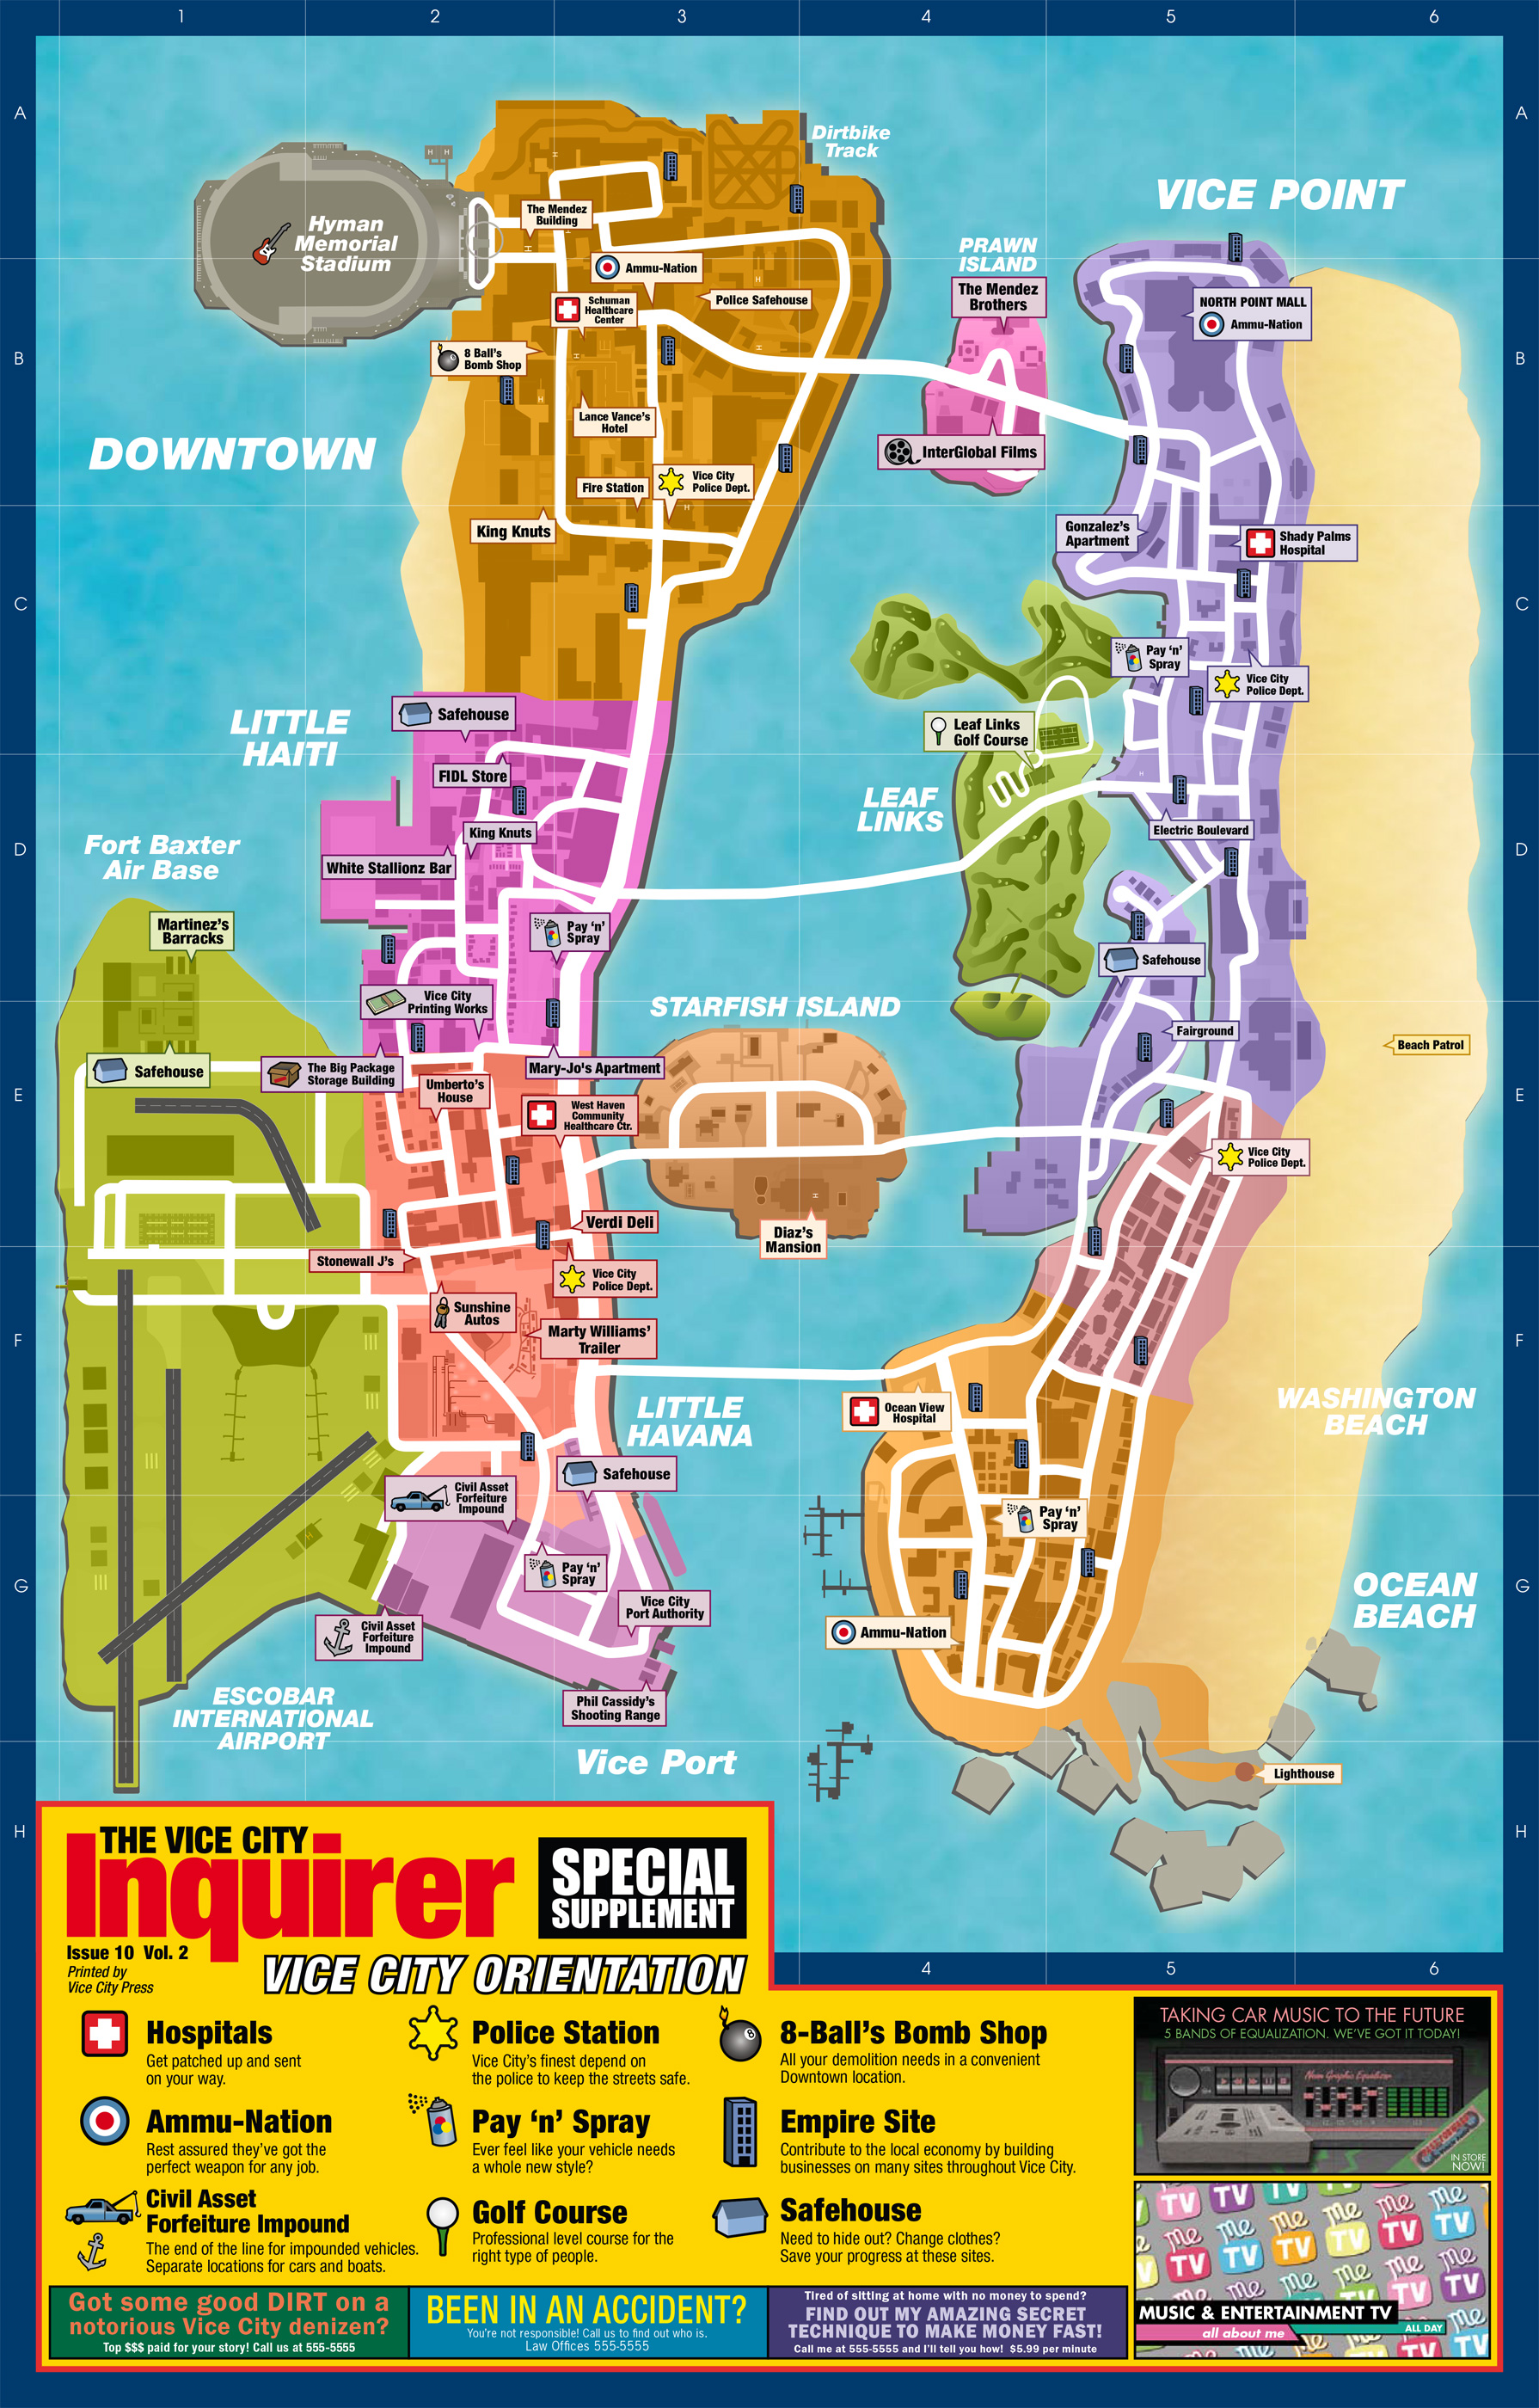 1 2 3 4 5 6
A A
Dirtbike
Track
VICE POINT
Hyman
Memorial
Stadium
The Mendez
Building
PRAWN
ISLAND
Ammu-Nation
The Mendez
Brothers
Police Safehouse
Schuman
Healthcare
Center
NORTH POINT MALL
Ammu-Nation
B B
8 Ball's
Bomb Shop
Lance Vance's
Hotel
DOWNTOWN
InterGlobal Films
Fire Station
Vice City
Police Dept.
King Knuts
Gonzalez's
Apartment
Shady Palms
Hospital
C C
Pay 'n'
Spray
Vice City
Police Dept.
LITTLE
HAITI
Safehouse
Leaf Links
Golf Course
FIDL Store
LEAF
LINKS
King Knuts
Electric Boulevard
D D
Fort Baxter
Air Base
White Stallionz Bar
Martinez's
Barracks
Pay 'n'
Spray
Safehouse
Vice City
Printing Works
STARFISH ISLAND
Fairground
Beach Patrol
Safehouse
The Big Package
Storage Building
Mary-Jo's Apartment
Umberto's
House
E E
West Haven
Community
Healthcare Ctr.
Vice City
Police Dept.
Verdi Deli
Diaz's
Mansion
Stonewall J's
Vice City
Police Dept.
Sunshine
Autos
Marty Williams'
Trailer
F F
Ocean View
Hospital
LITTLE
HAVANA
WASHINGTON
BEACH
Safehouse
Civil Asset
Forfeiture
Impound
Pay 'n'
Spray
Pay 'n'
Spray
G G
OCEAN
BEACH
Vice City
Port Authority
Civil Asset
Forfeiture
Impound
Ammu-Nation
Phil Cassidy's
Shooting Range
ESCOBAR
INTERNATIONAL
AIRPORT
Vice Port
Lighthouse
H H
THE VICE CITY
Inquirer
SPECIAL
SUPPLEMENT
Issue 10 Vol. 2
Printed by
Vice City Press
VICE CITY ORIENTATION
4 5 6
Hospitals
Get patched up and sent
on your way.
Police Station
Vice City's finest depend on
the police to keep the streets safe.
8-Ball's Bomb Shop
All your demolition needs in a convenient
Downtown location.
Ammu-Nation
Rest assured they've got the
perfect weapon for any job.
Pay 'n' Spray
Ever feel like your vehicle needs
a whole new style?
Empire Site
Contribute to the local economy by building
businesses on many sites throughout Vice City.
Civil Asset
Forfeiture Impound
The end of the line for impounded vehicles.
Separate locations for cars and boats.
Golf Course
Professional level course for the
right type of people.
Safehouse
Need to hide out? Change clothes?
Save your progress at these sites.
TAKING CAR MUSIC TO THE FUTURE
5 BANDS OF EQUALIZATION. WE'VE GOT IT TODAY!
IN STORE
NOW!
me TV
MUSIC & ENTERTAINMENT TV
all about me
ALL DAY
Got some good DIRT on a
notorious Vice City denizen?
Top $$$ paid for your story! Call us at 555-5555
BEEN IN AN ACCIDENT?
You're not responsible! Call us to find out who is.
Law Offices 555-5555
Tired of sitting at home with no money to spend?
FIND OUT MY AMAZING SECRET
TECHNIQUE TO MAKE MONEY FAST!
Call me at 555-5555 and I'll tell you how! $5.99 per minute